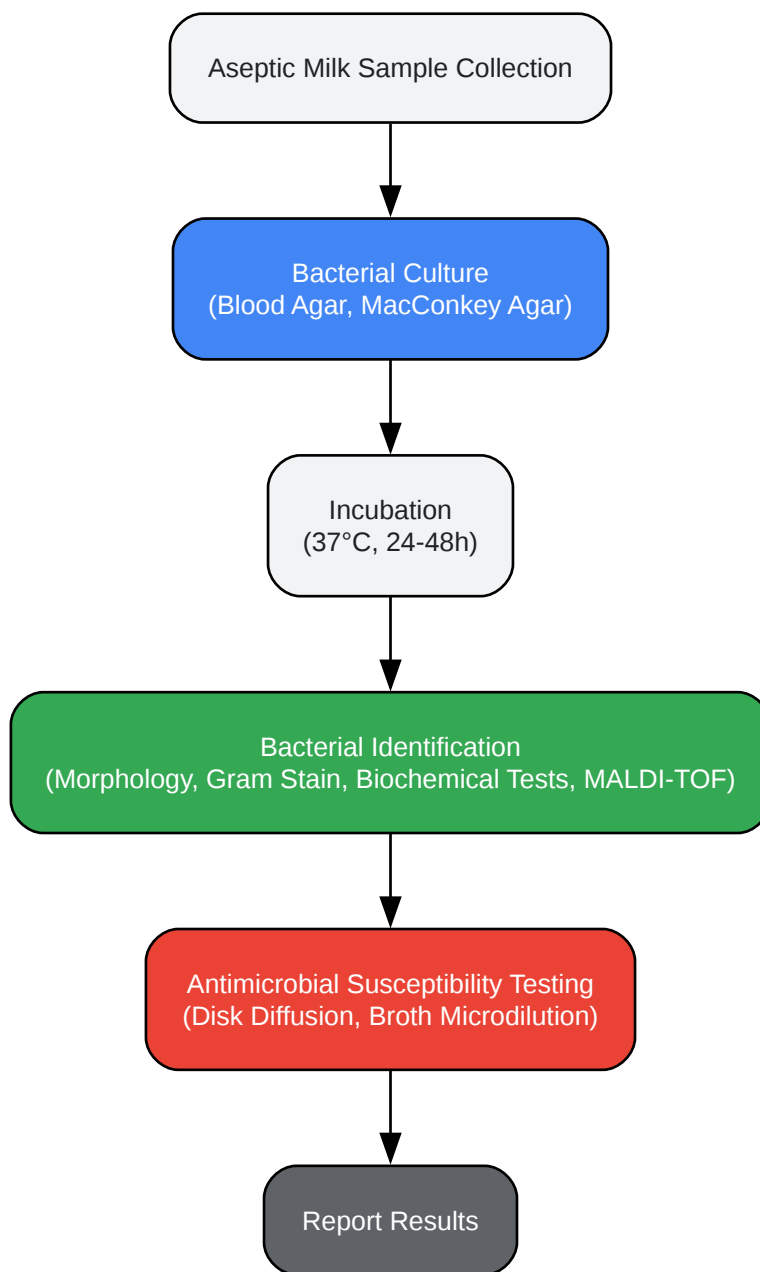 Aseptic Milk Sample Collection
Bacterial Culture
(Blood Agar, MacConkey Agar)
Incubation
(37°C, 24-48h)
Bacterial Identification
(Morphology, Gram Stain, Biochemical Tests, MALDI-TOF)
Antimicrobial Susceptibility Testing
(Disk Diffusion, Broth Microdilution)
Report Results